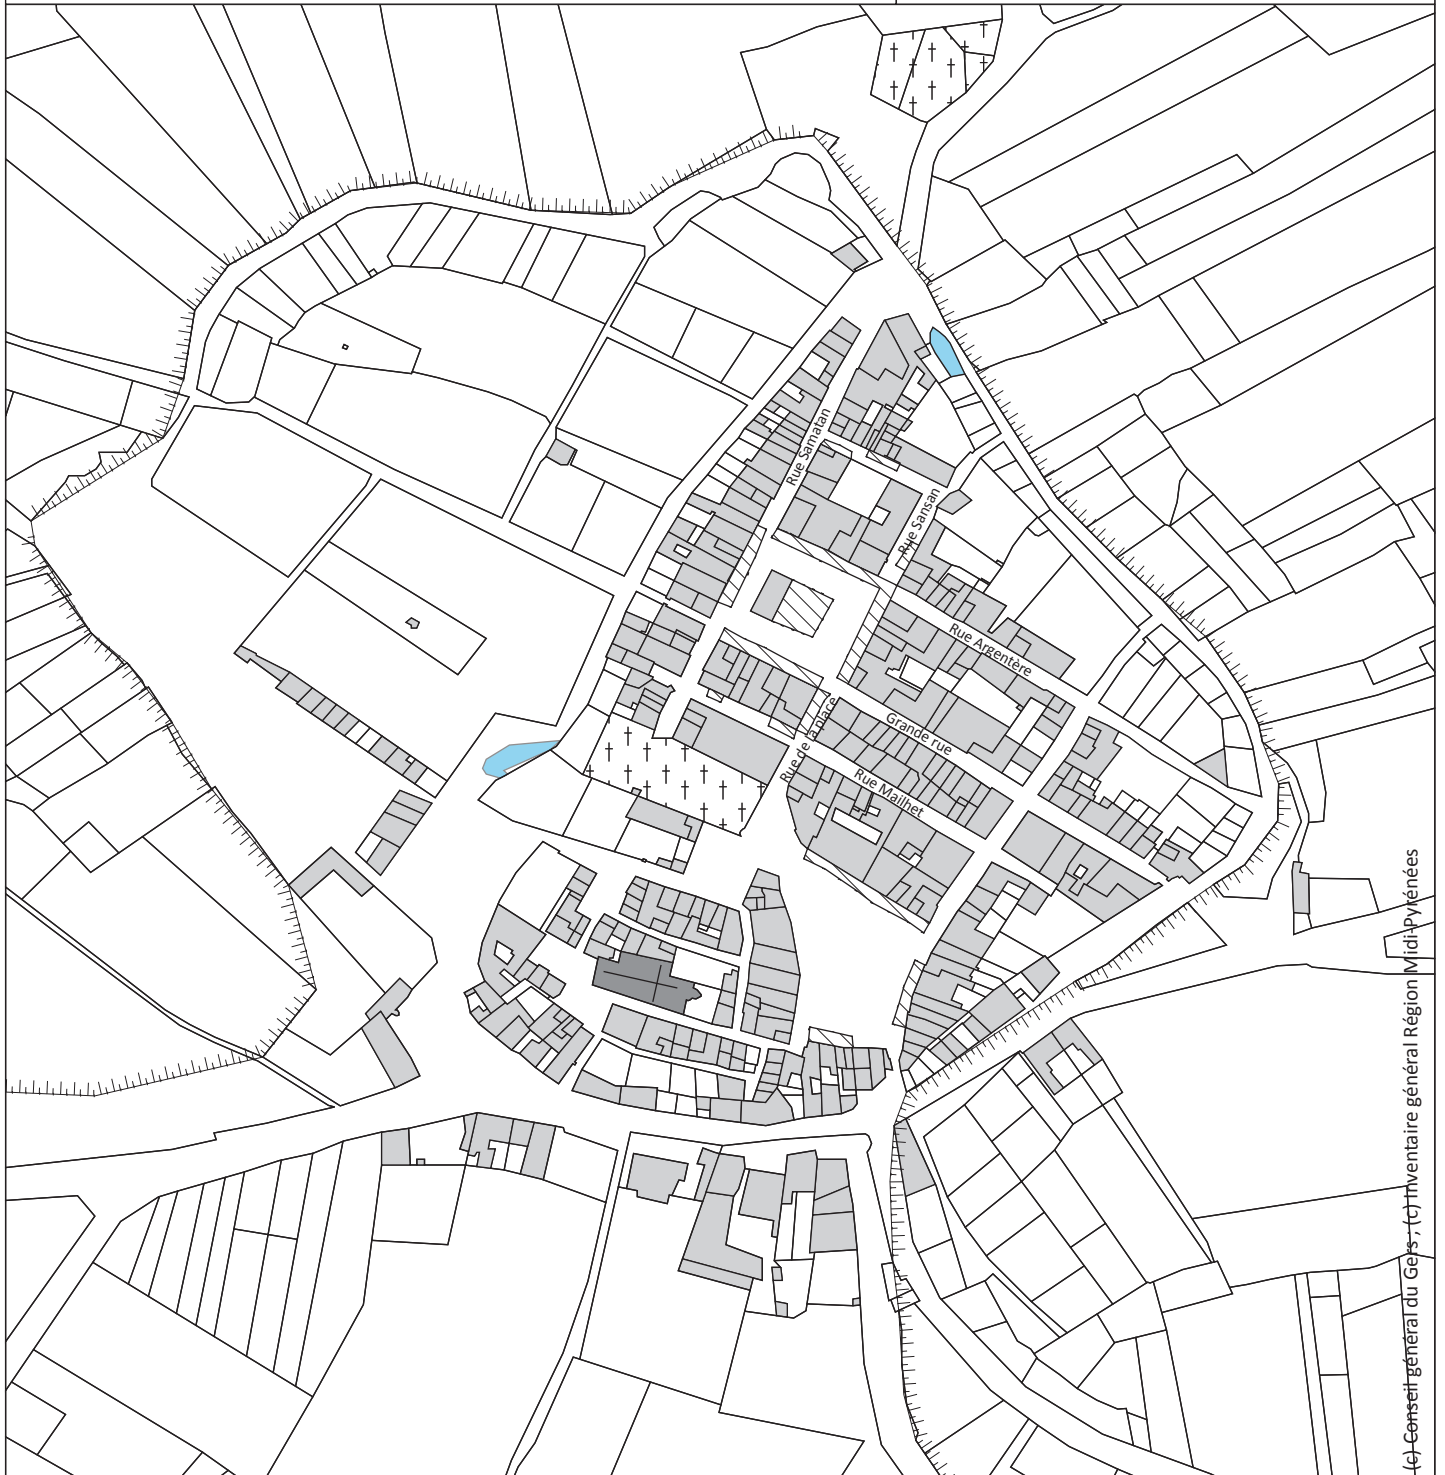 Rue Samatan
Rue Sansan
Rue Argentère
Rue de la place
Grande rue
Rue Mailhet
(c) Conseil général du Gers ; (c) Inventaire général Région Midi-Pyrénées